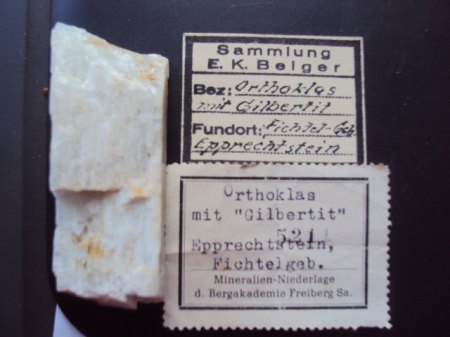 Sammlung
E. K. Belger
Bez: Orthoklas
mit Gilbertit
Fundort: Fichtel-Geb.
Epprechtstein
Orthoklas
mit "Gilbertit"
Epprechtstein,
Fichtelgeb.
Mineralien-Niederlage
d. Bergakademie Freiberg Sa.